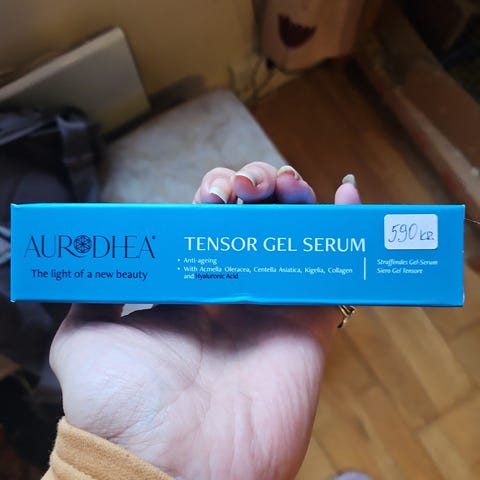 AURODHEA®
The light of a new beauty
TENSOR GEL SERUM
• Anti-ageing
• With Acmella Oleracea, Centella Asiatica, Kigelia, Collagen
and Hyaluronic Acid
Straffendes Gel-Serum
Siero Gel Tensore
590 kr